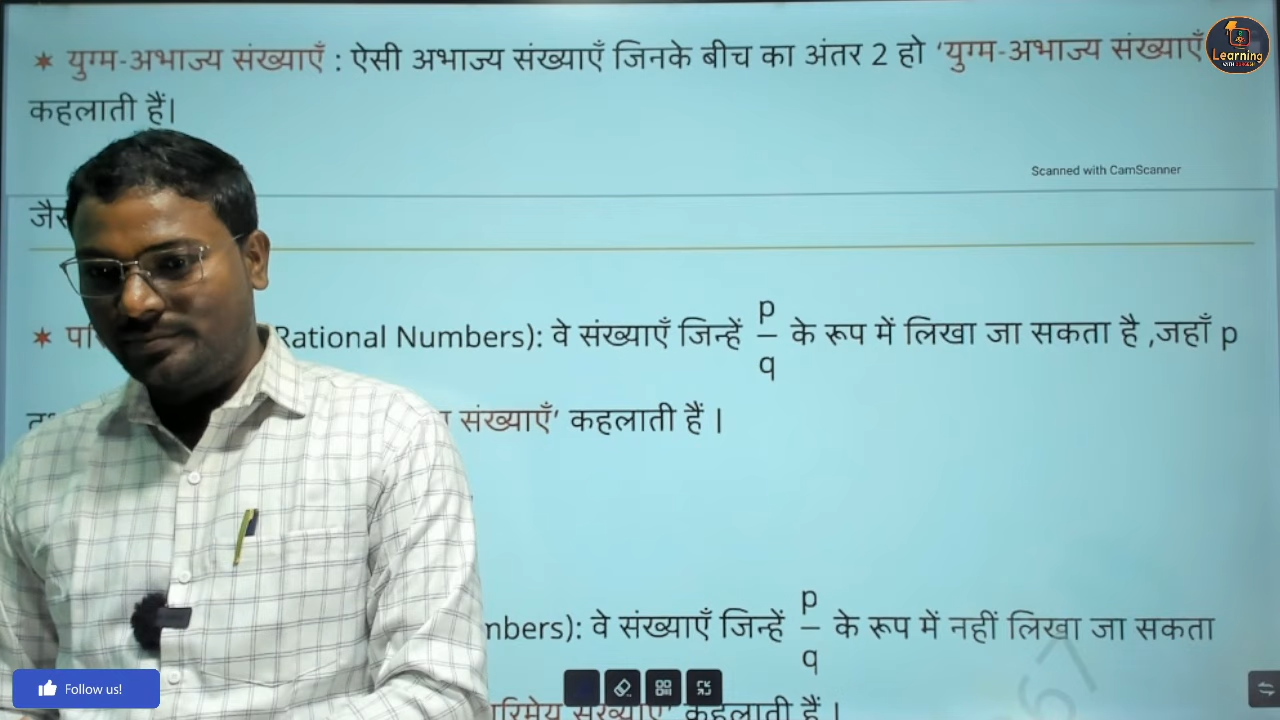 ✶ युग्म-अभाज्य संख्याएँ : ऐसी अभाज्य संख्याएँ जिनके बीच का अंतर 2 हो ‘युग्म-अभाज्य संख्याएँ
कहलाती हैं।
Learning
Scanned with CamScanner
✶ Rational Numbers): वे संख्याएँ जिन्हें p/q के रूप में लिखा जा सकता है ,जहाँ p
संख्याएँ’ कहलाती हैं ।
वे संख्याएँ जिन्हें p/q के रूप में नहीं लिखा जा सकता
67
Follow us!
संख्याएँ’ कहलाती हैं ।